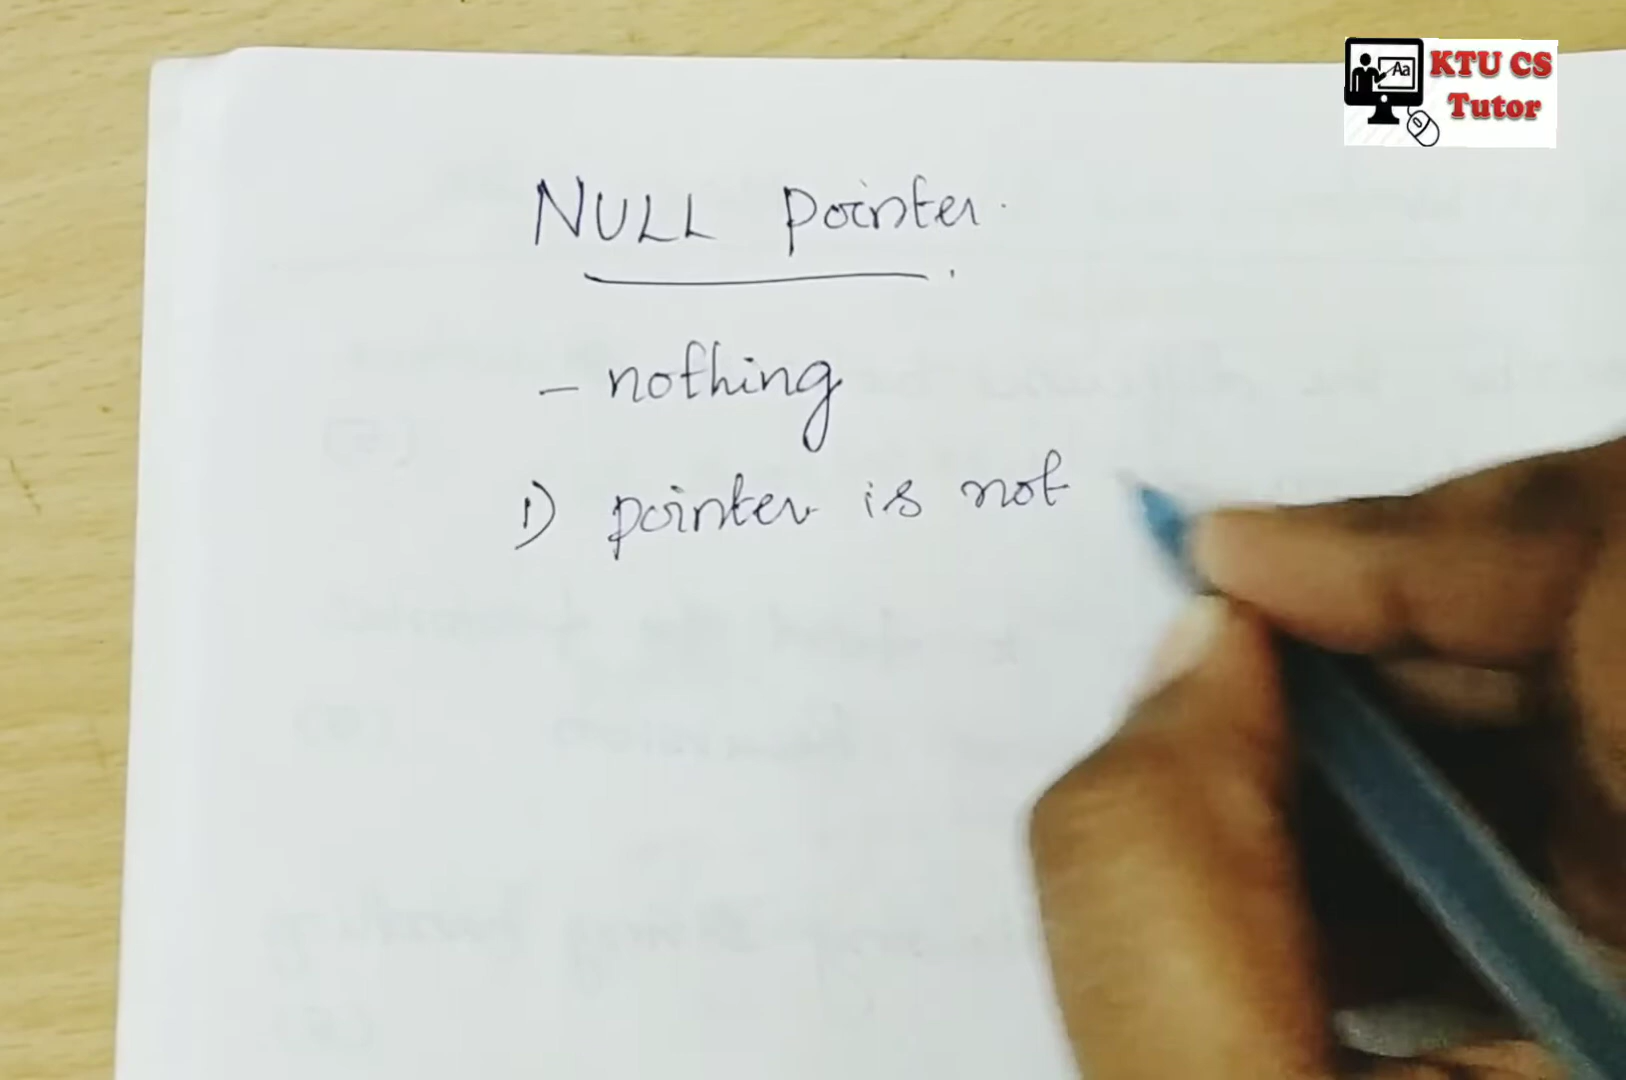 KTU CS
Tutor
NULL pointer.
- nothing
1) pointer is not